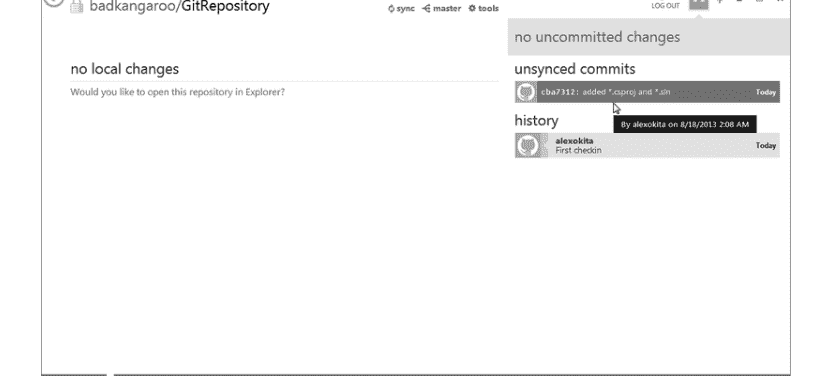 badkangaroo/GitRepository
sync master tools
LOG OUT
no uncommitted changes
no local changes
Would you like to open this repository in Explorer?
unsynced commits
cba7312: added *.csproj and *.sln Today
By alexokita on 8/18/2013 2:08 AM
history
alexokita
First checkin
Today